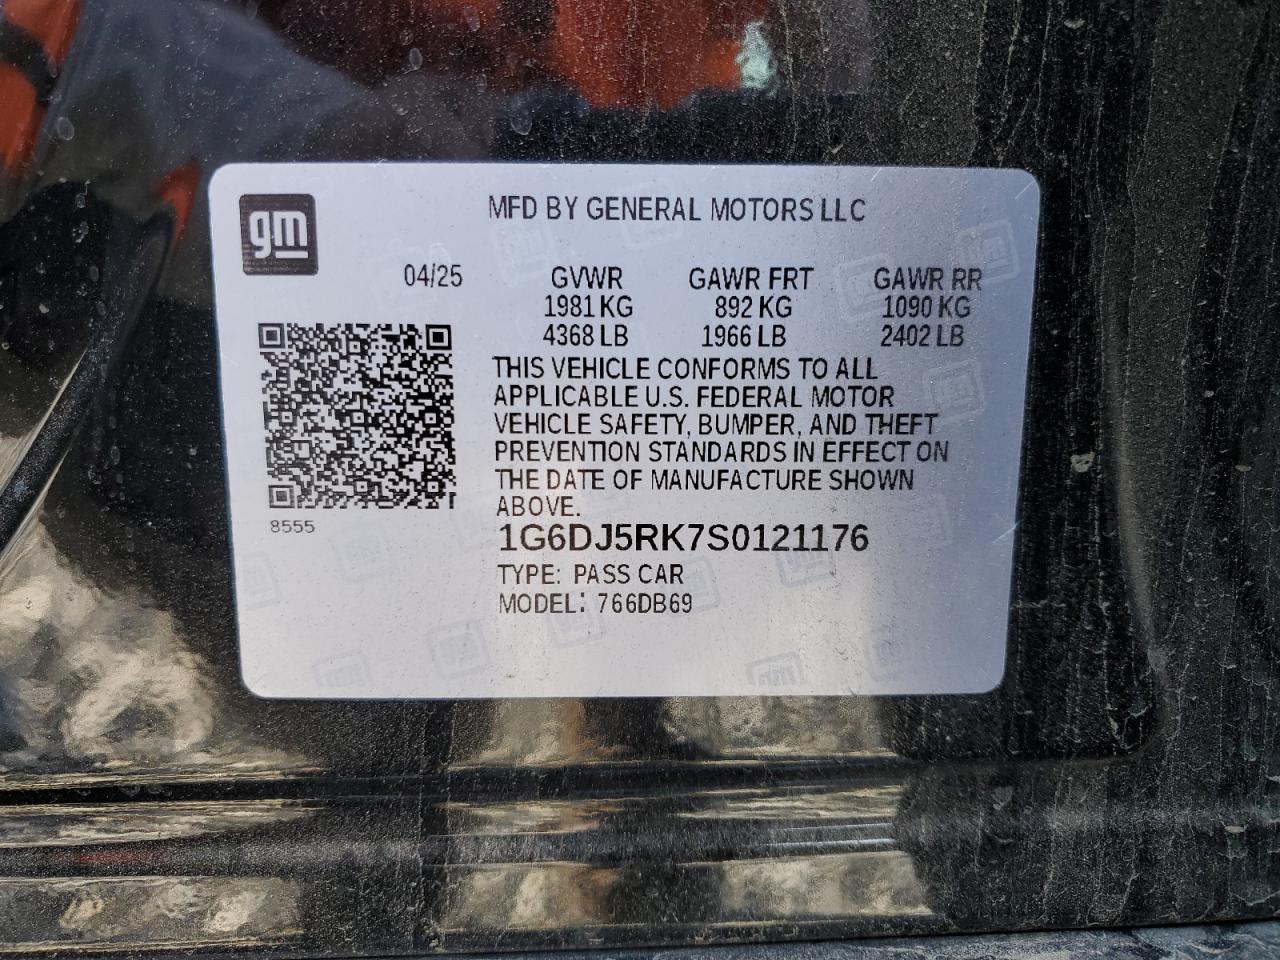 gm
MFD BY GENERAL MOTORS LLC
04/25 GVWR GAWR FRT GAWR RR
1981 KG 892 KG 1090 KG
4368 LB 1966 LB 2402 LB
THIS VEHICLE CONFORMS TO ALL
APPLICABLE U.S. FEDERAL MOTOR
VEHICLE SAFETY, BUMPER, AND THEFT
PREVENTION STANDARDS IN EFFECT ON
THE DATE OF MANUFACTURE SHOWN
ABOVE.
8555
1G6DJ5RK7S0121176
TYPE: PASS CAR
MODEL: 766DB69